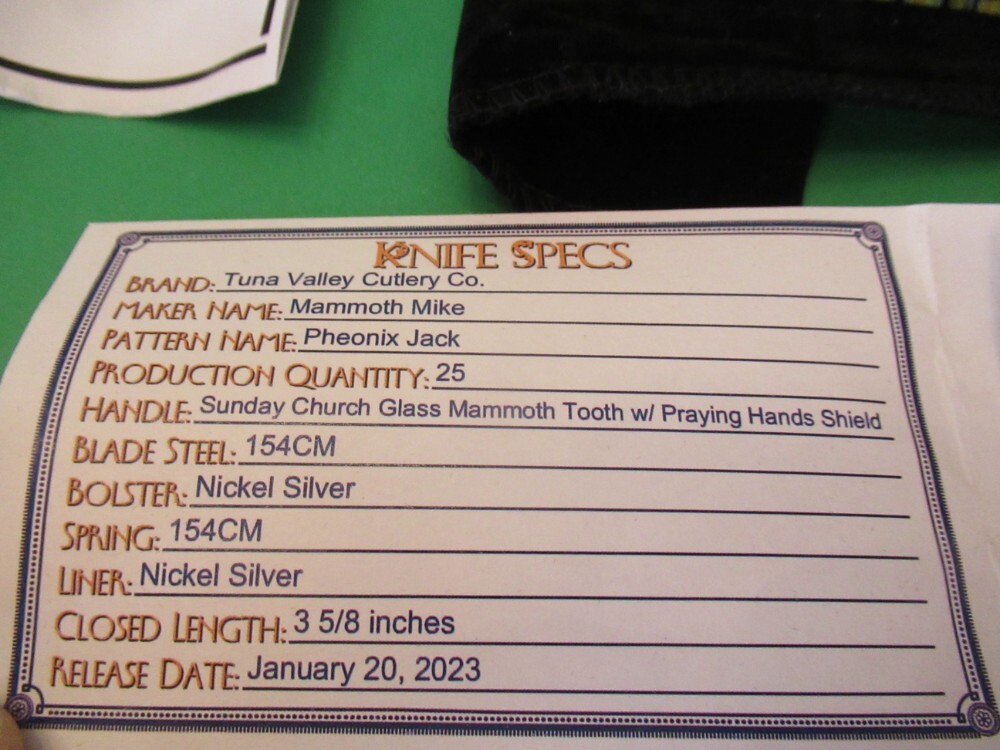 KNIFE SPECS
BRAND: Tuna Valley Cutlery Co.
MAKER NAME: Mammoth Mike
PATTERN NAME: Pheonix Jack
PRODUCTION QUANTITY: 25
HANDLE: Sunday Church Glass Mammoth Tooth w/ Praying Hands Shield
BLADE STEEL: 154CM
BOLSTER: Nickel Silver
SPRING: 154CM
LINER: Nickel Silver
CLOSED LENGTH: 3 5/8 inches
RELEASE DATE: January 20, 2023